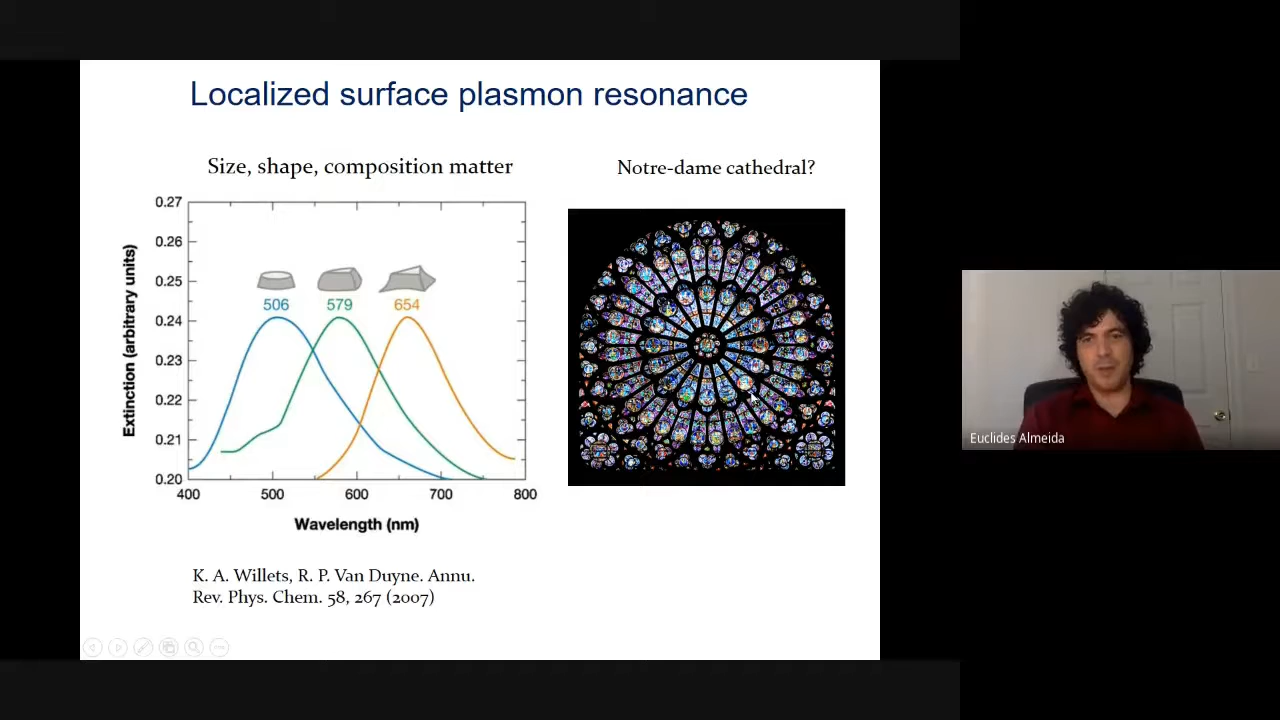 Localized surface plasmon resonance
Size, shape, composition matter
Notre-dame cathedral?
0.27
0.26
0.25
0.24
0.23
0.22
0.21
0.20
Extinction (arbitrary units)
506 579 654
400 500 600 700 800
Wavelength (nm)
K. A. Willets, R. P. Van Duyne. Annu.
Rev. Phys. Chem. 58, 267 (2007)
Euclides Almeida